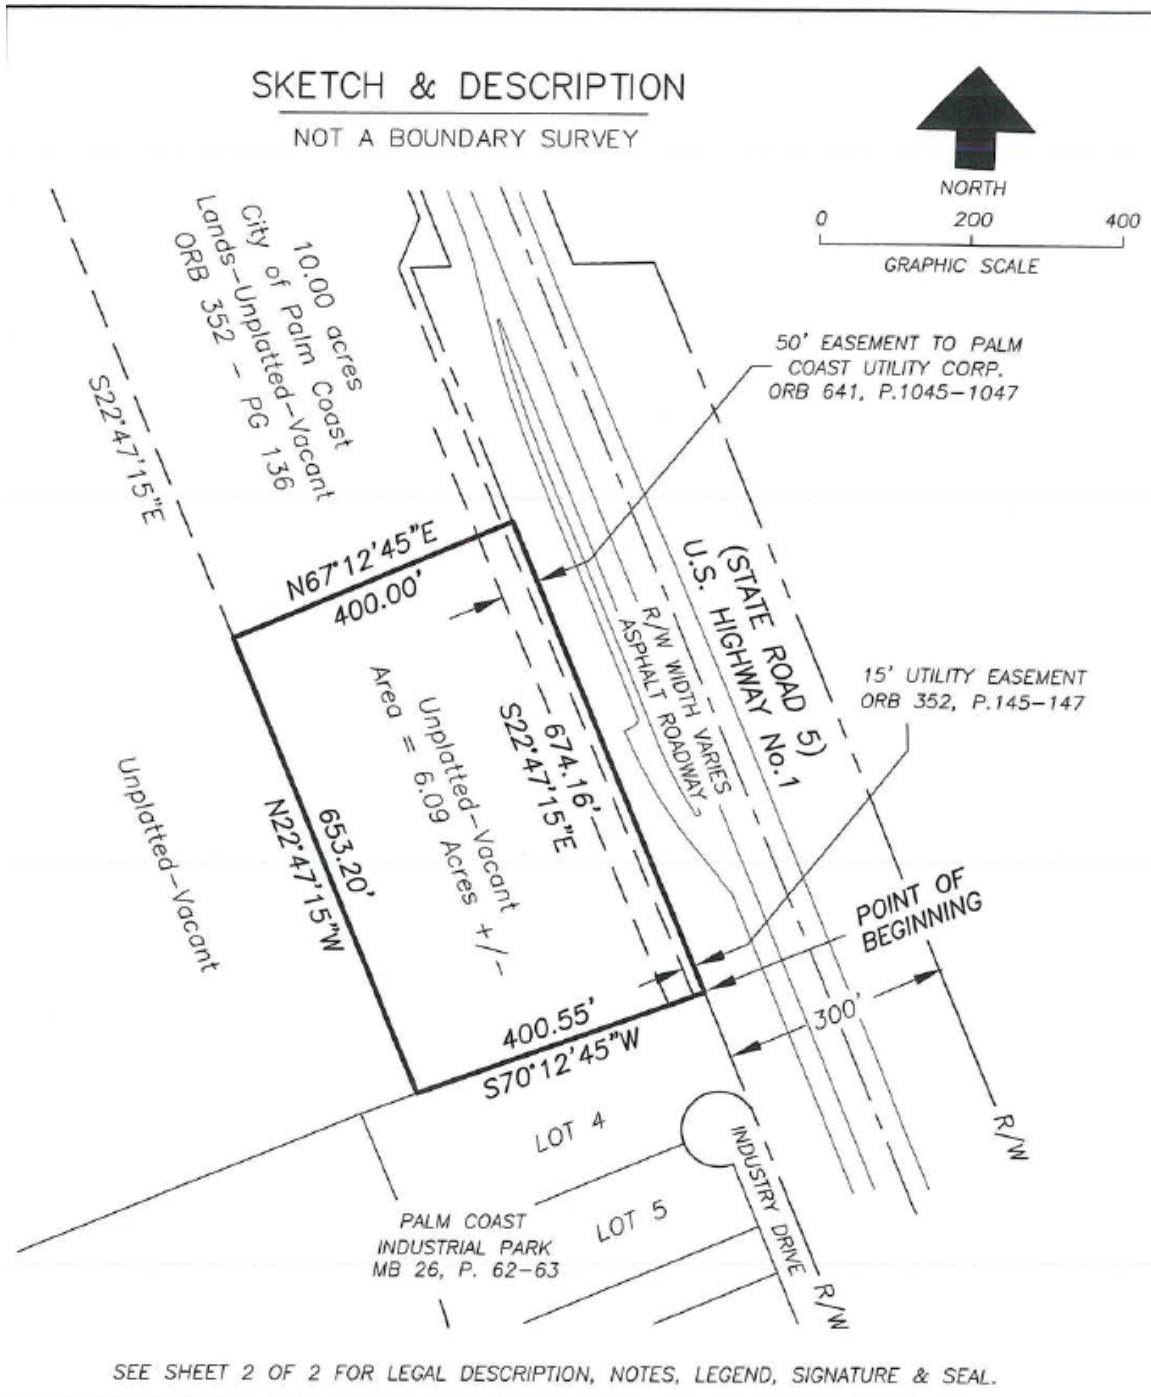 SKETCH & DESCRIPTION
NOT A BOUNDARY SURVEY
NORTH
0 200 400
GRAPHIC SCALE
10.00 acres
City of Palm Coast
Lands-Unplatted-Vacant
ORB 352 - PG 136
S22°47'15"E
50' EASEMENT TO PALM
COAST UTILITY CORP.
ORB 641, P.1045-1047
N67°12'45"E
400.00'
(STATE ROAD 5)
U.S. HIGHWAY No.1
R/W WIDTH VARIES
ASPHALT ROADWAY
15' UTILITY EASEMENT
ORB 352, P.145-147
674.16'
S22°47'15"E
Unplatted-Vacant
Area = 6.09 Acres +/-
653.20'
N22°47'15"W
Unplatted-Vacant
POINT OF
BEGINNING
300'
400.55'
S70°12'45"W
LOT 4
LOT 5
INDUSTRY DRIVE
R/W
R/W
PALM COAST
INDUSTRIAL PARK
MB 26, P. 62-63
SEE SHEET 2 OF 2 FOR LEGAL DESCRIPTION, NOTES, LEGEND, SIGNATURE & SEAL.